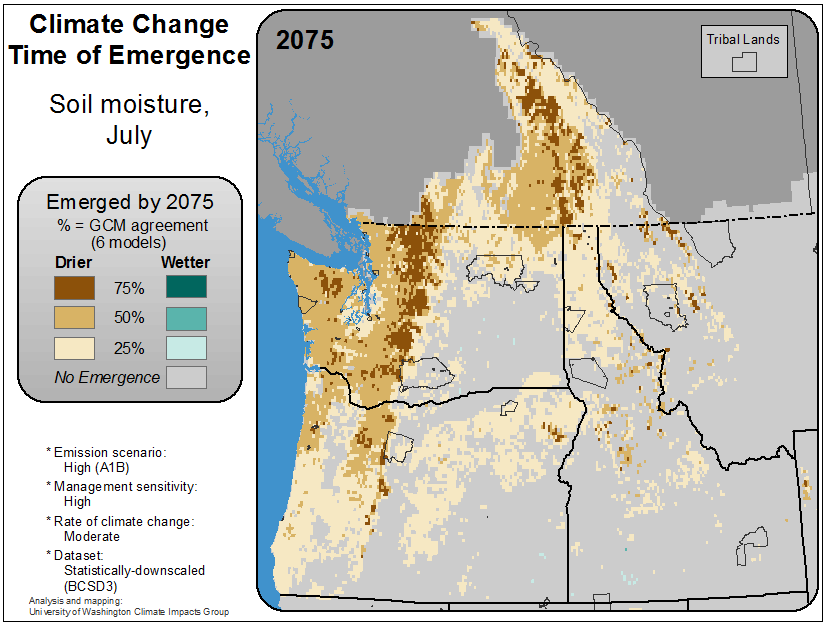 Climate Change
Time of Emergence
Soil moisture,
July
Emerged by 2075
% = GCM agreement
(6 models)
Drier Wetter
75%
50%
25%
No Emergence
* Emission scenario:
High (A1B)
* Management sensitivity:
High
* Rate of climate change:
Moderate
* Dataset:
Statistically-downscaled
(BCSD3)
Analysis and mapping:
University of Washington Climate Impacts Group
2075
Tribal Lands